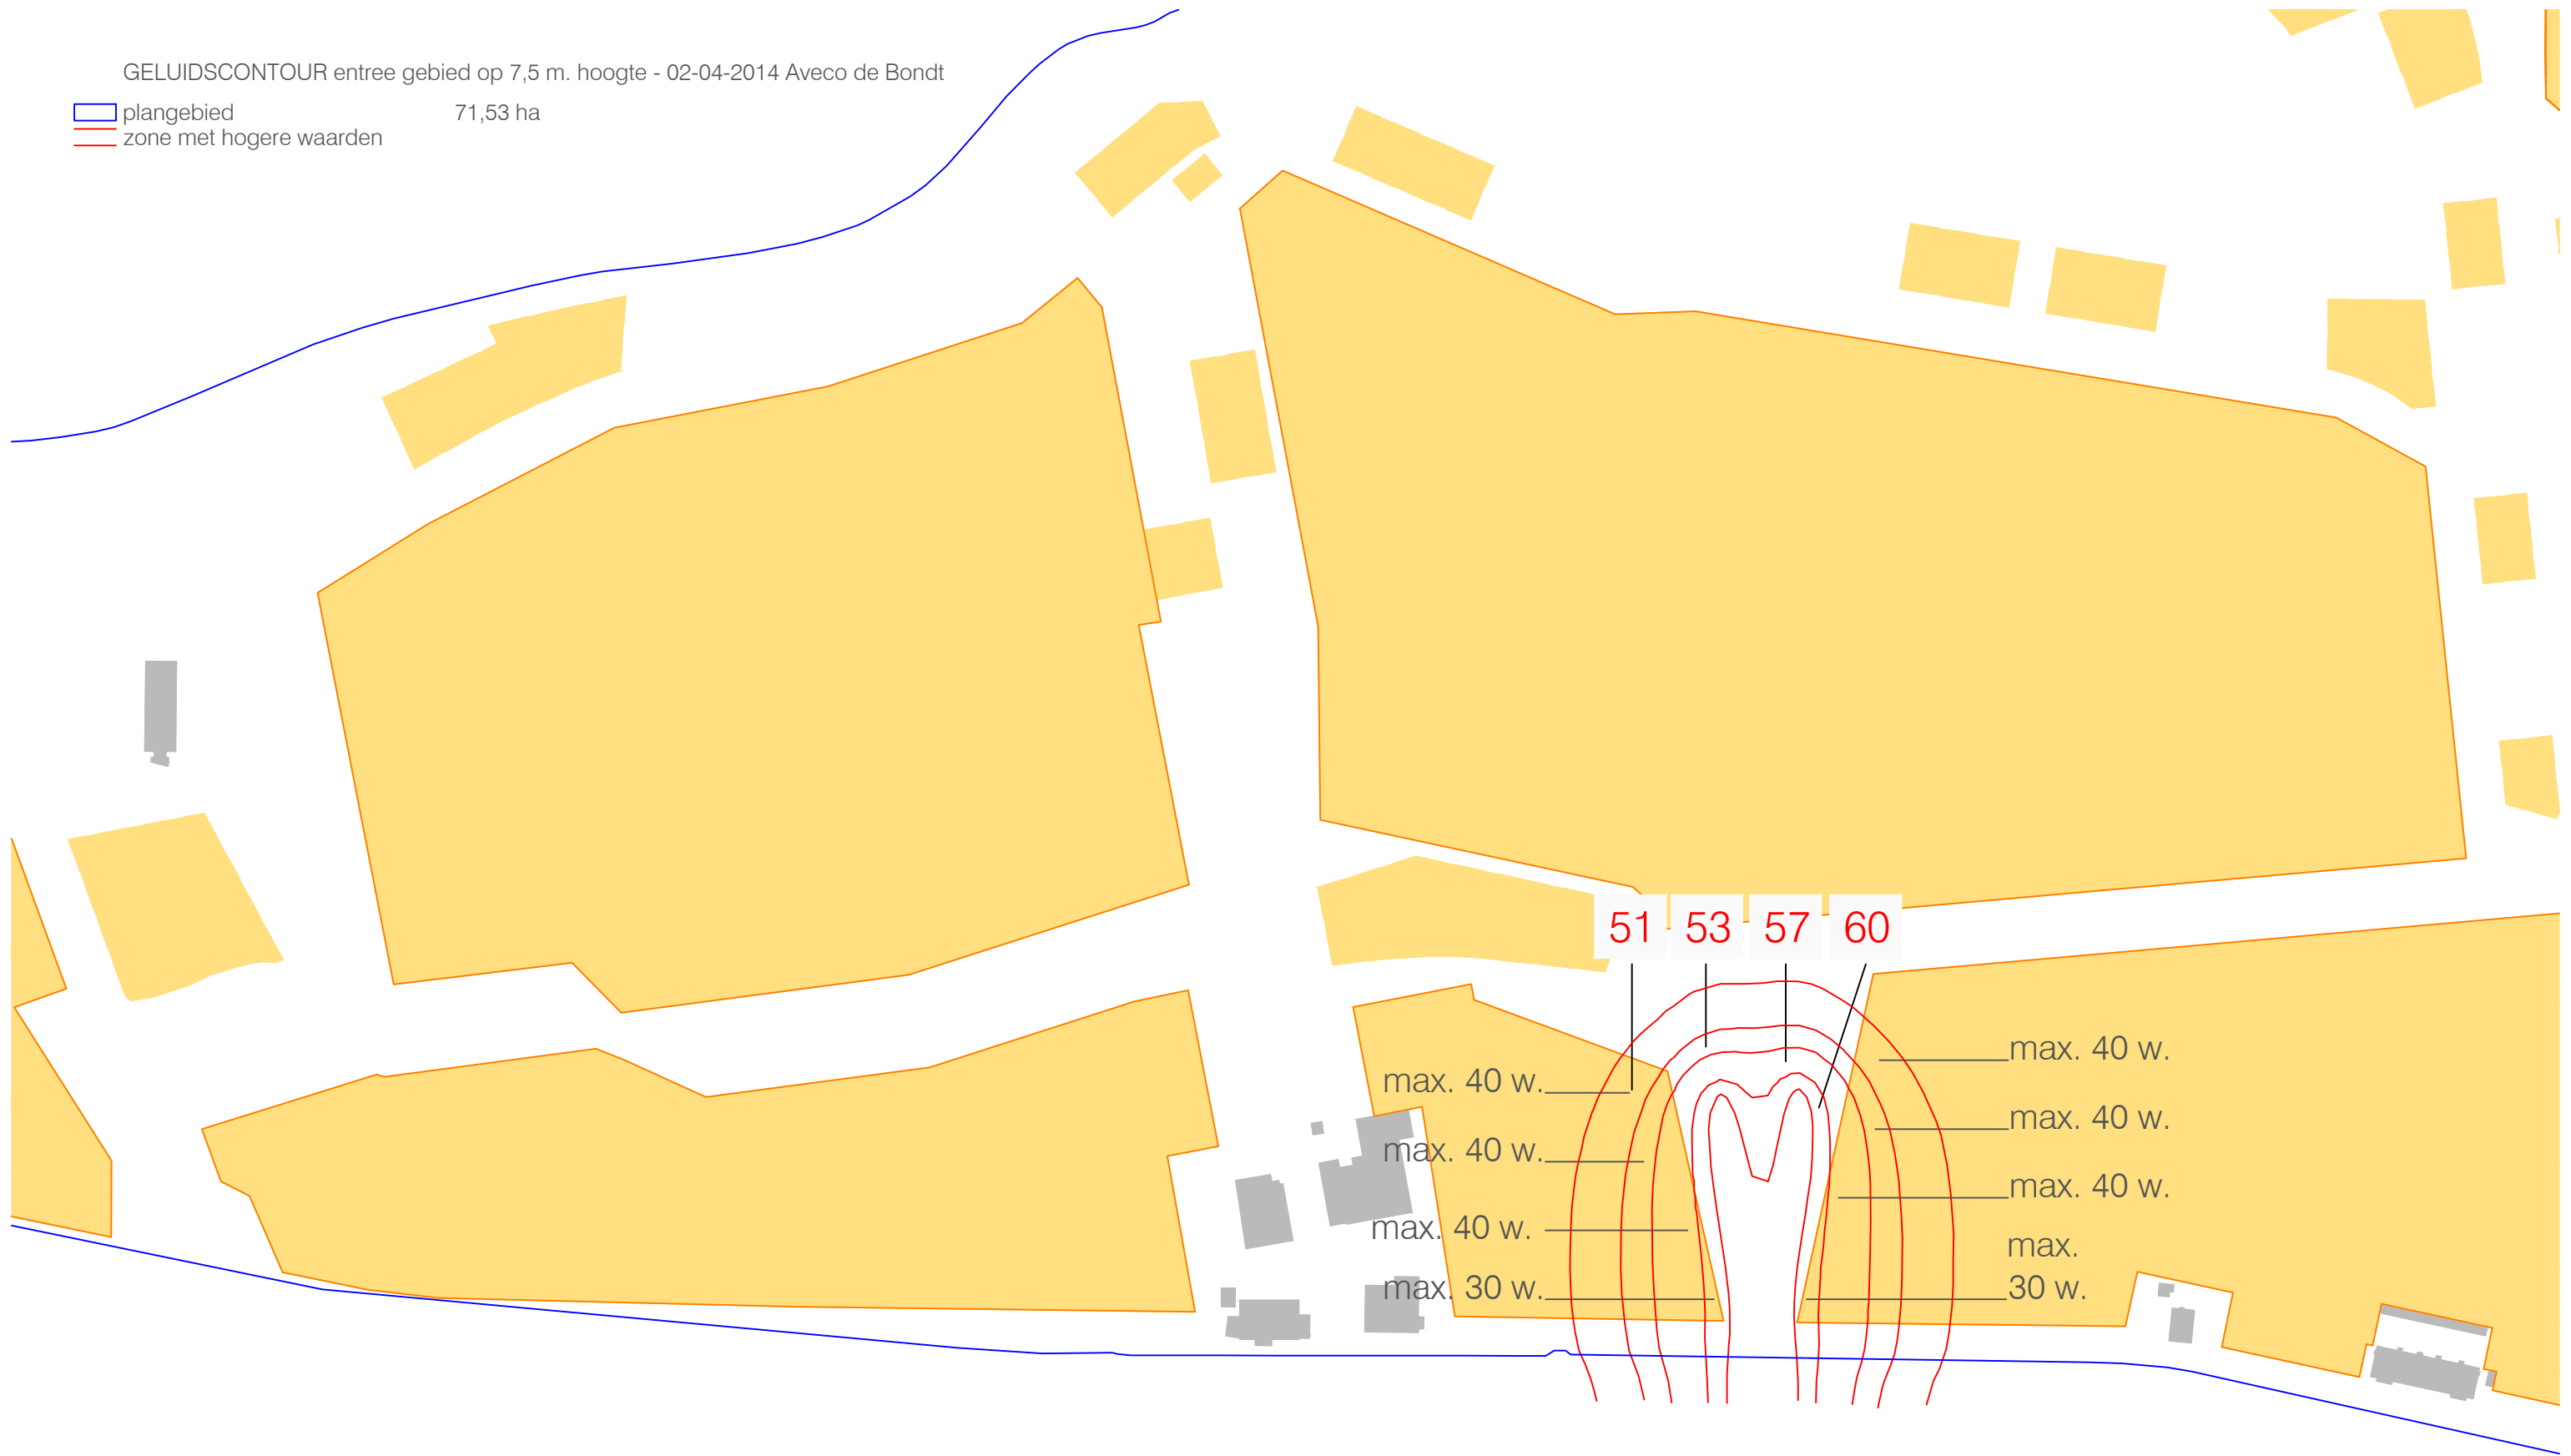 GELUIDSCONTOUR entree gebied op 7,5 m. hoogte - 02-04-2014 Aveco de Bondt
plangebied 71,53 ha
zone met hogere waarden
51 53 57 60
max. 40 w.
max. 40 w.
max. 40 w.
max. 30 w.
max. 40 w.
max. 40 w.
max. 40 w.
max.
30 w.